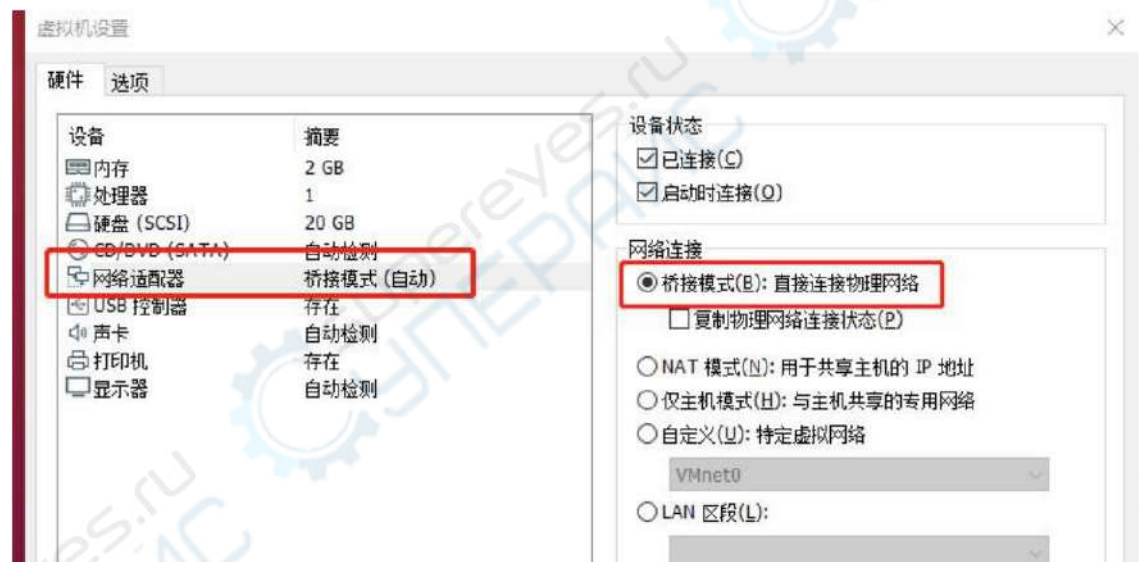 虚拟机设置
硬件 选项
设备 摘要
内存 2 GB
处理器 1
硬盘 (SCSI) 20 GB
CD/DVD (SATA) 自动检测
网络适配器 桥接模式 (自动)
USB 控制器 存在
声卡 自动检测
打印机 存在
显示器 自动检测
设备状态
已连接(C)
启动时连接(O)
网络连接
桥接模式(B): 直接连接物理网络
复制物理网络连接状态(P)
NAT 模式(N): 用于共享主机的 IP 地址
仅主机模式(H): 与主机共享的专用网络
自定义(U): 特定虚拟网络
VMnet0
LAN 区段(L):